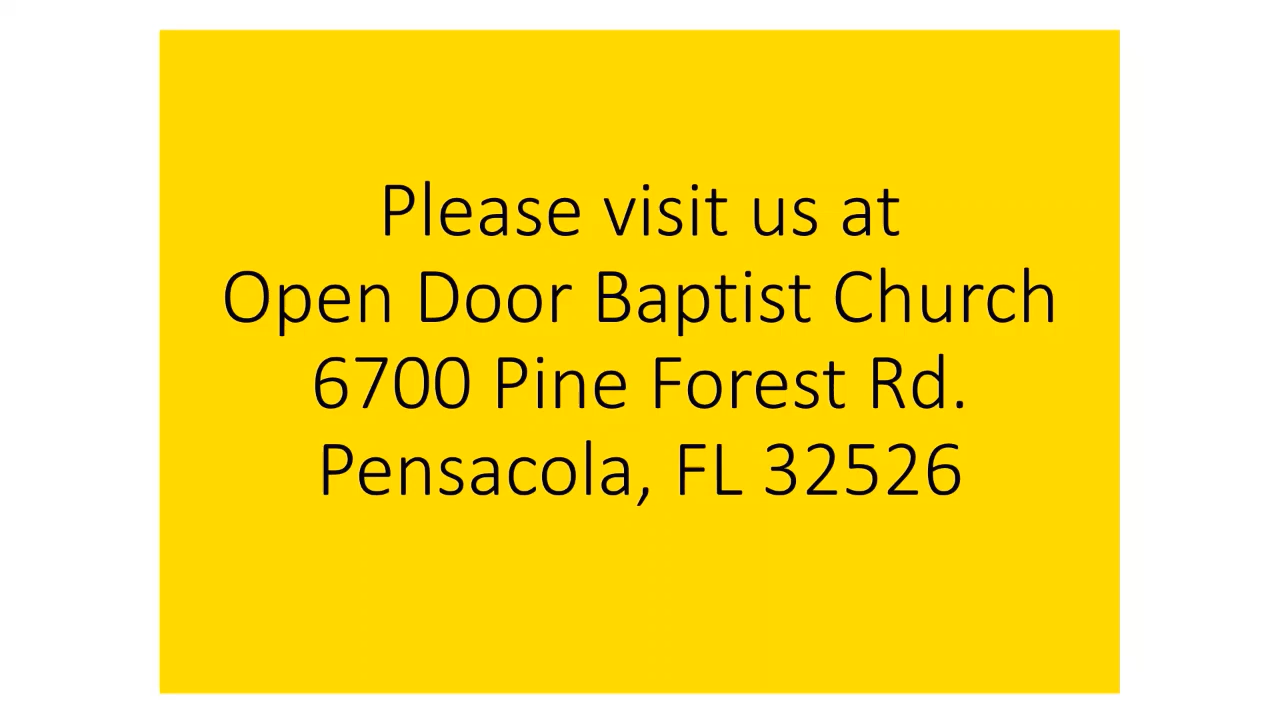 Please visit us at
Open Door Baptist Church
6700 Pine Forest Rd.
Pensacola, FL 32526